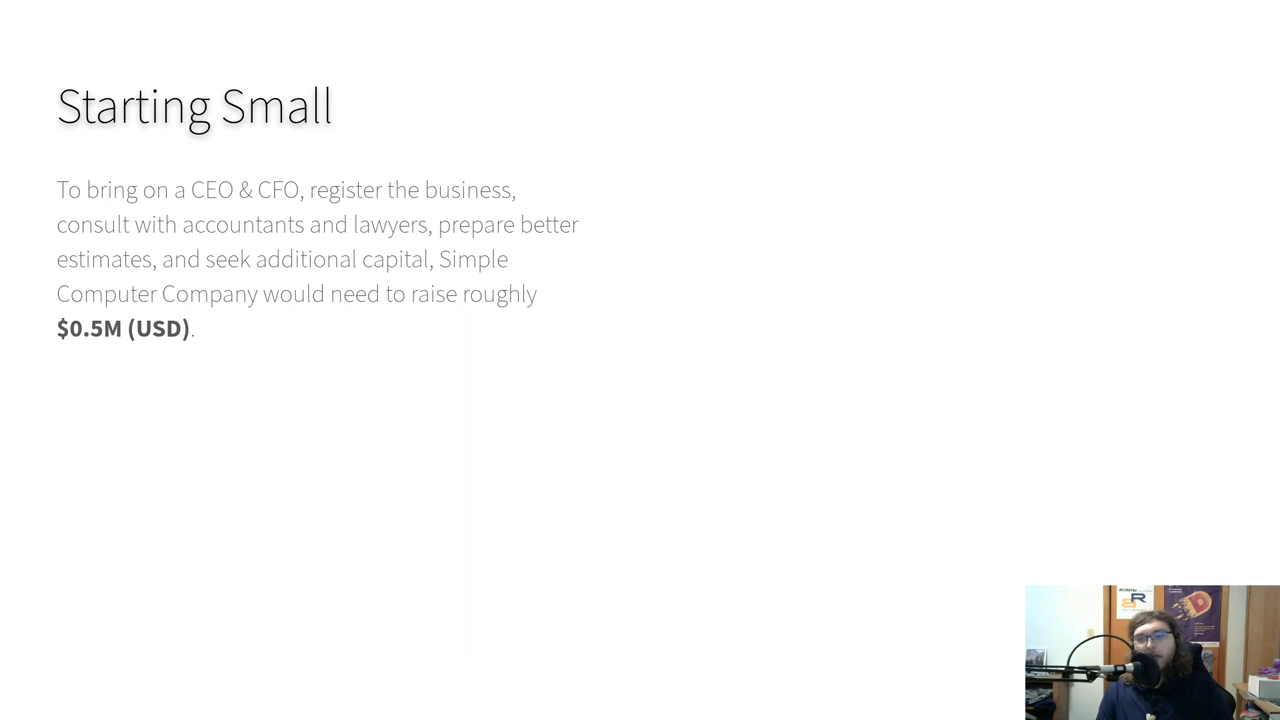 Starting Small
To bring on a CEO & CFO, register the business,
consult with accountants and lawyers, prepare better
estimates, and seek additional capital, Simple
Computer Company would need to raise roughly
$0.5M (USD).